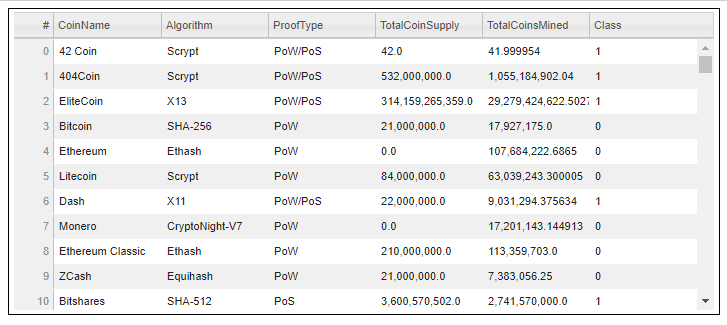 # CoinName Algorithm ProofType TotalCoinSupply TotalCoinsMined Class
0 42 Coin Scrypt PoW/PoS 42.0 41.999954 1
1 404Coin Scrypt PoW/PoS 532,000,000.0 1,055,184,902.04 1
2 EliteCoin X13 PoW/PoS 314,159,265,359.0 29,279,424,622.5027 1
3 Bitcoin SHA-256 PoW 21,000,000.0 17,927,175.0 0
4 Ethereum Ethash PoW 0.0 107,684,222.6865 0
5 Litecoin Scrypt PoW 84,000,000.0 63,039,243.300005 0
6 Dash X11 PoW/PoS 22,000,000.0 9,031,294.375634 1
7 Monero CryptoNight-V7 PoW 0.0 17,201,143.144913 0
8 Ethereum Classic Ethash PoW 210,000,000.0 113,359,703.0 0
9 ZCash Equihash PoW 21,000,000.0 7,383,056.25 0
10 Bitshares SHA-512 PoS 3,600,570,502.0 2,741,570,000.0 1